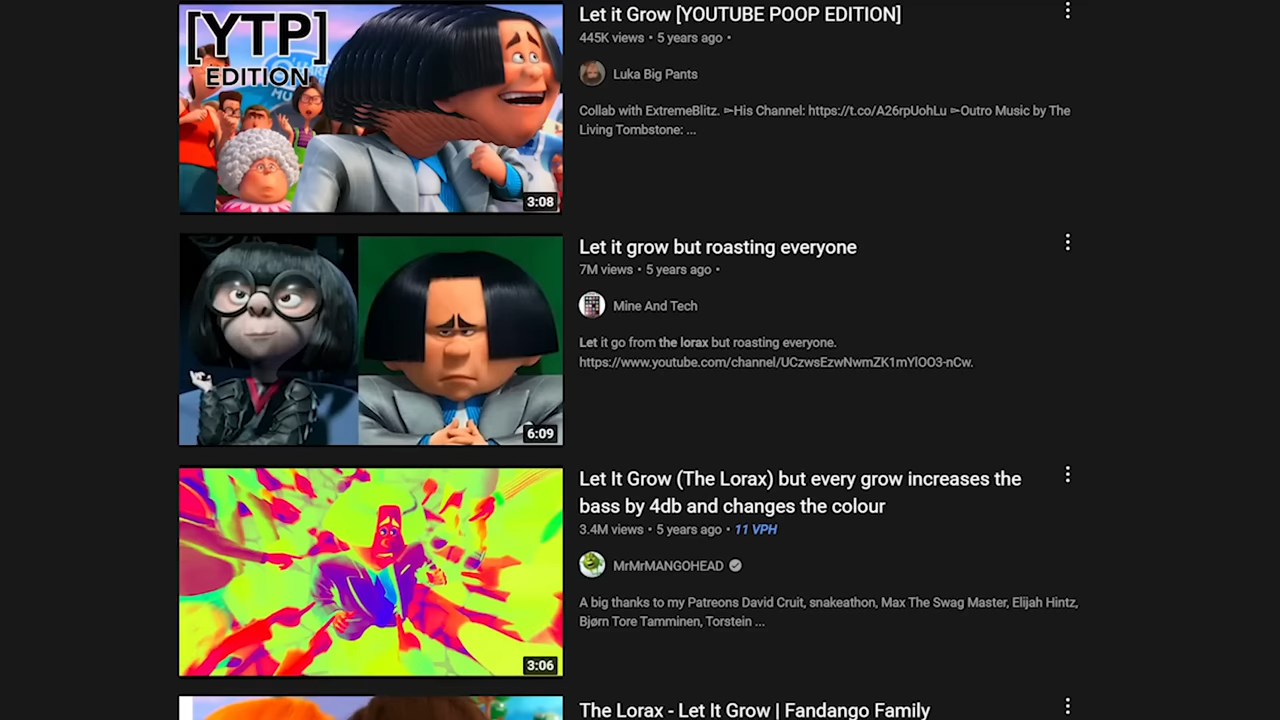 [YTP]
EDITION
3:08
Let it Grow [YOUTUBE POOP EDITION]
445K views • 5 years ago •
Luka Big Pants
Collab with ExtremeBlitz. ➳His Channel: https://t.co/A26rpUohLu ➳Outro Music by The
Living Tombstone: ...
6:09
Let it grow but roasting everyone
7M views • 5 years ago •
Mine And Tech
Let it go from the lorax but roasting everyone.
https://www.youtube.com/channel/UCzwsEzwNwmZK1mYlOO3-nCw.
3:06
Let It Grow (The Lorax) but every grow increases the
bass by 4db and changes the colour
3.4M views • 5 years ago • 11 VPH
MrMrMANGOHEAD
A big thanks to my Patreons David Cruit, snakeathon, Max The Swag Master, Elijah Hintz,
Bjørn Tore Tamminen, Torstein ...
The Lorax - Let It Grow | Fandango Family